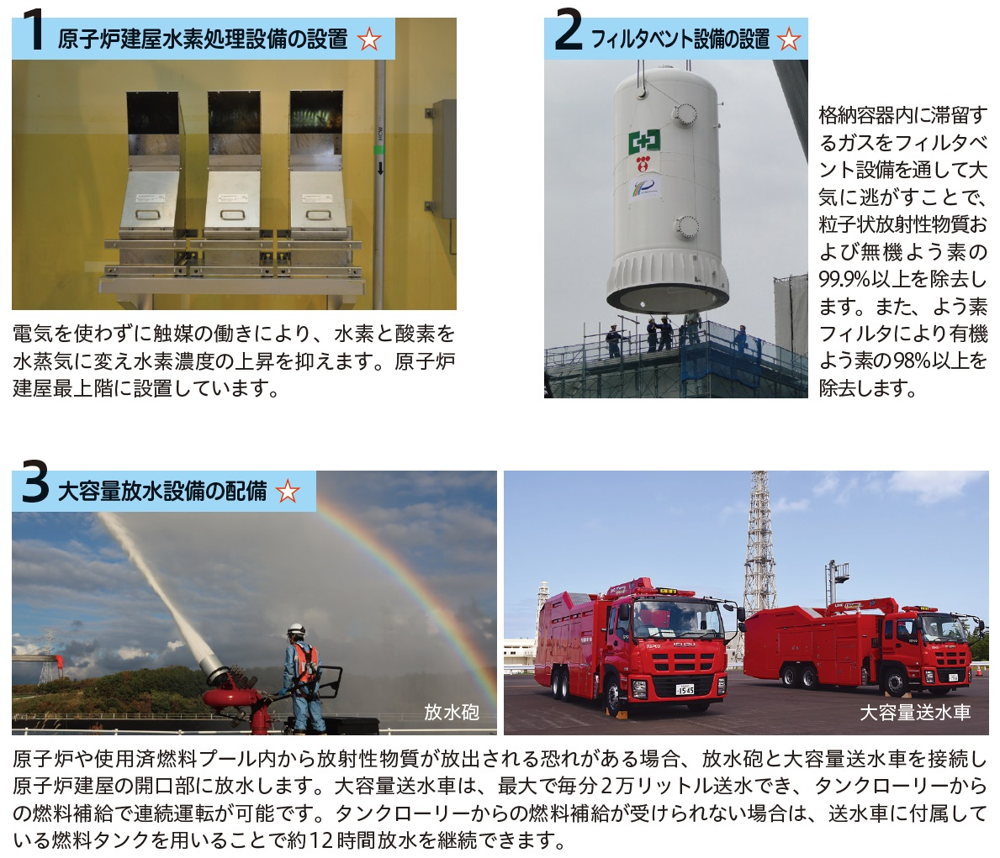 1 原子炉建屋水素処理設備の設置 ☆
HCW
電気を使わずに触媒の働きにより、水素と酸素を
水蒸気に変え水素濃度の上昇を抑えます。原子炉
建屋最上階に設置しています。
2 フィルタベント設備の設置 ☆
格納容器内に滞留す
るガスをフィルタベ
ント設備を通して大
気に逃がすことで、
粒子状放射性物質お
よび無機よう素の
99.9%以上を除去し
ます。また、よう素
フィルタにより有機
よう素の98%以上を
除去します。
3 大容量放水設備の配備 ☆
放水砲
TEPCO
ISUZU
1545
大容量送水車
原子炉や使用済燃料プール内から放射性物質が放出される恐れがある場合、放水砲と大容量送水車を接続し
原子炉建屋の開口部に放水します。大容量送水車は、最大で毎分2万リットル送水でき、タンクローリーから
の燃料補給で連続運転が可能です。タンクローリーからの燃料補給が受けられない場合は、送水車に付属して
いる燃料タンクを用いることで約12時間放水を継続できます。